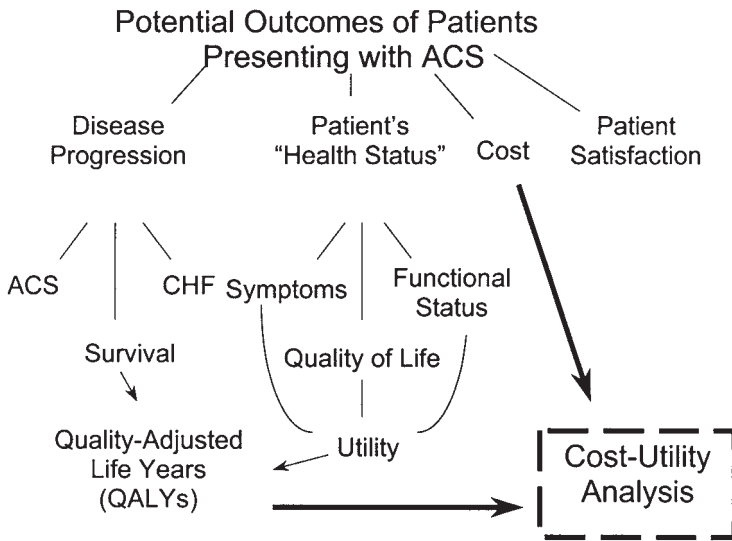 Potential Outcomes of Patients
Presenting with ACS
Disease
Progression
Patient's
“Health Status”
Cost
Patient
Satisfaction
ACS
CHF
Symptoms
Functional
Status
Survival
Quality of Life
Quality-Adjusted
Life Years
(QALYs)
Utility
Cost-Utility
Analysis